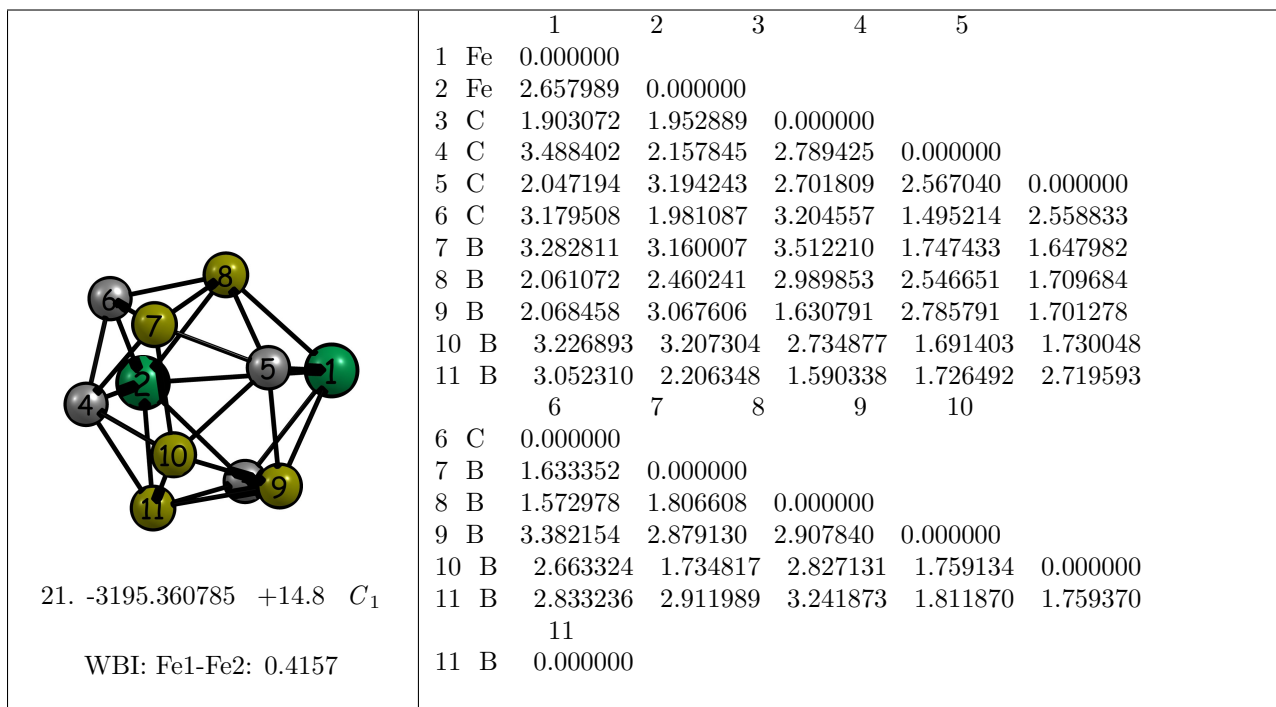 8
6
7
5
1
2
4
10
9
11
21. -3195.360785 +14.8 C1
WBI: Fe1-Fe2: 0.4157
1 2 3 4 5
1 Fe 0.000000
2 Fe 2.657989 0.000000
3 C 1.903072 1.952889 0.000000
4 C 3.488402 2.157845 2.789425 0.000000
5 C 2.047194 3.194243 2.701809 2.567040 0.000000
6 C 3.179508 1.981087 3.204557 1.495214 2.558833
7 B 3.282811 3.160007 3.512210 1.747433 1.647982
8 B 2.061072 2.460241 2.989853 2.546651 1.709684
9 B 2.068458 3.067606 1.630791 2.785791 1.701278
10 B 3.226893 3.207304 2.734877 1.691403 1.730048
11 B 3.052310 2.206348 1.590338 1.726492 2.719593
6 7 8 9 10
6 C 0.000000
7 B 1.633352 0.000000
8 B 1.572978 1.806608 0.000000
9 B 3.382154 2.879130 2.907840 0.000000
10 B 2.663324 1.734817 2.827131 1.759134 0.000000
11 B 2.833236 2.911989 3.241873 1.811870 1.759370
11
11 B 0.000000